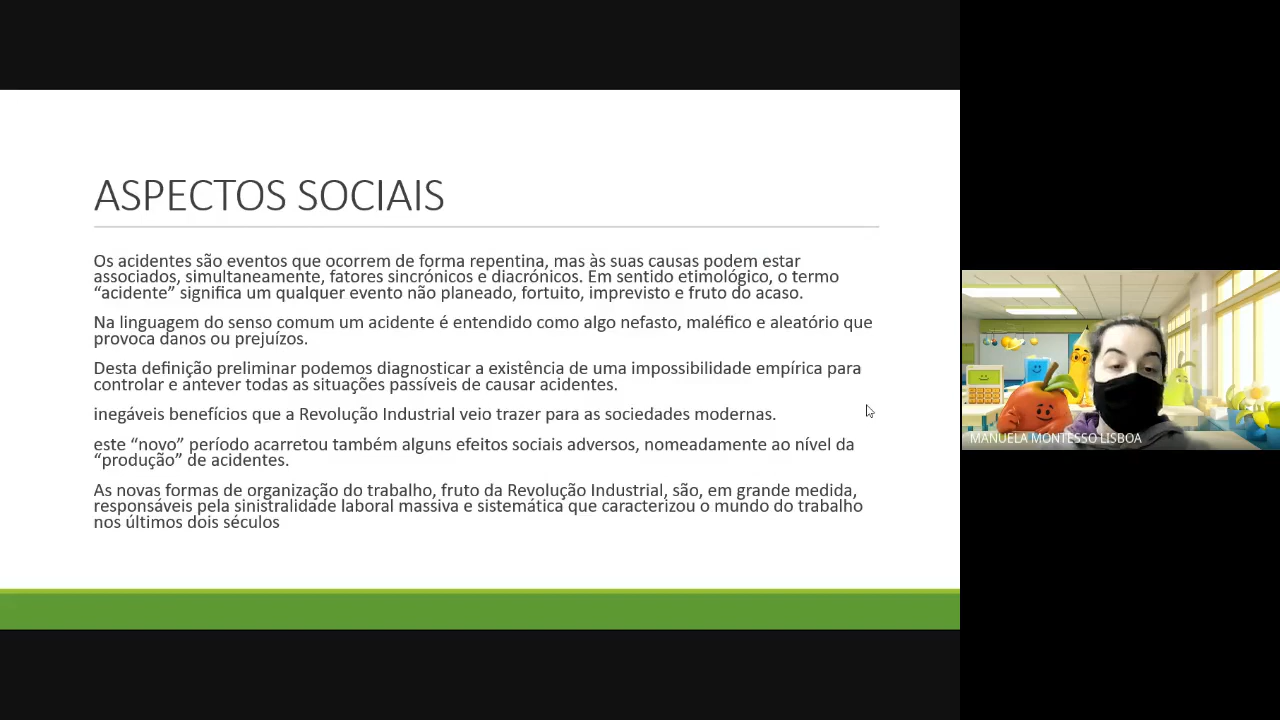 ASPECTOS SOCIAIS
Os acidentes são eventos que ocorrem de forma repentina, mas às suas causas podem estar
associados, simultaneamente, fatores sincrónicos e diacrónicos. Em sentido etimológico, o termo
“acidente” significa um qualquer evento não planeado, fortuito, imprevisto e fruto do acaso.
Na linguagem do senso comum um acidente é entendido como algo nefasto, maléfico e aleatório que
provoca danos ou prejuízos.
Desta definição preliminar podemos diagnosticar a existência de uma impossibilidade empírica para
controlar e antever todas as situações passíveis de causar acidentes.
inegáveis benefícios que a Revolução Industrial veio trazer para as sociedades modernas.
este “novo” período acarretou também alguns efeitos sociais adversos, nomeadamente ao nível da
“produção” de acidentes.
As novas formas de organização do trabalho, fruto da Revolução Industrial, são, em grande medida,
responsáveis pela sinistralidade laboral massiva e sistemática que caracterizou o mundo do trabalho
nos últimos dois séculos
MANUELA MONTESSO LISBOA